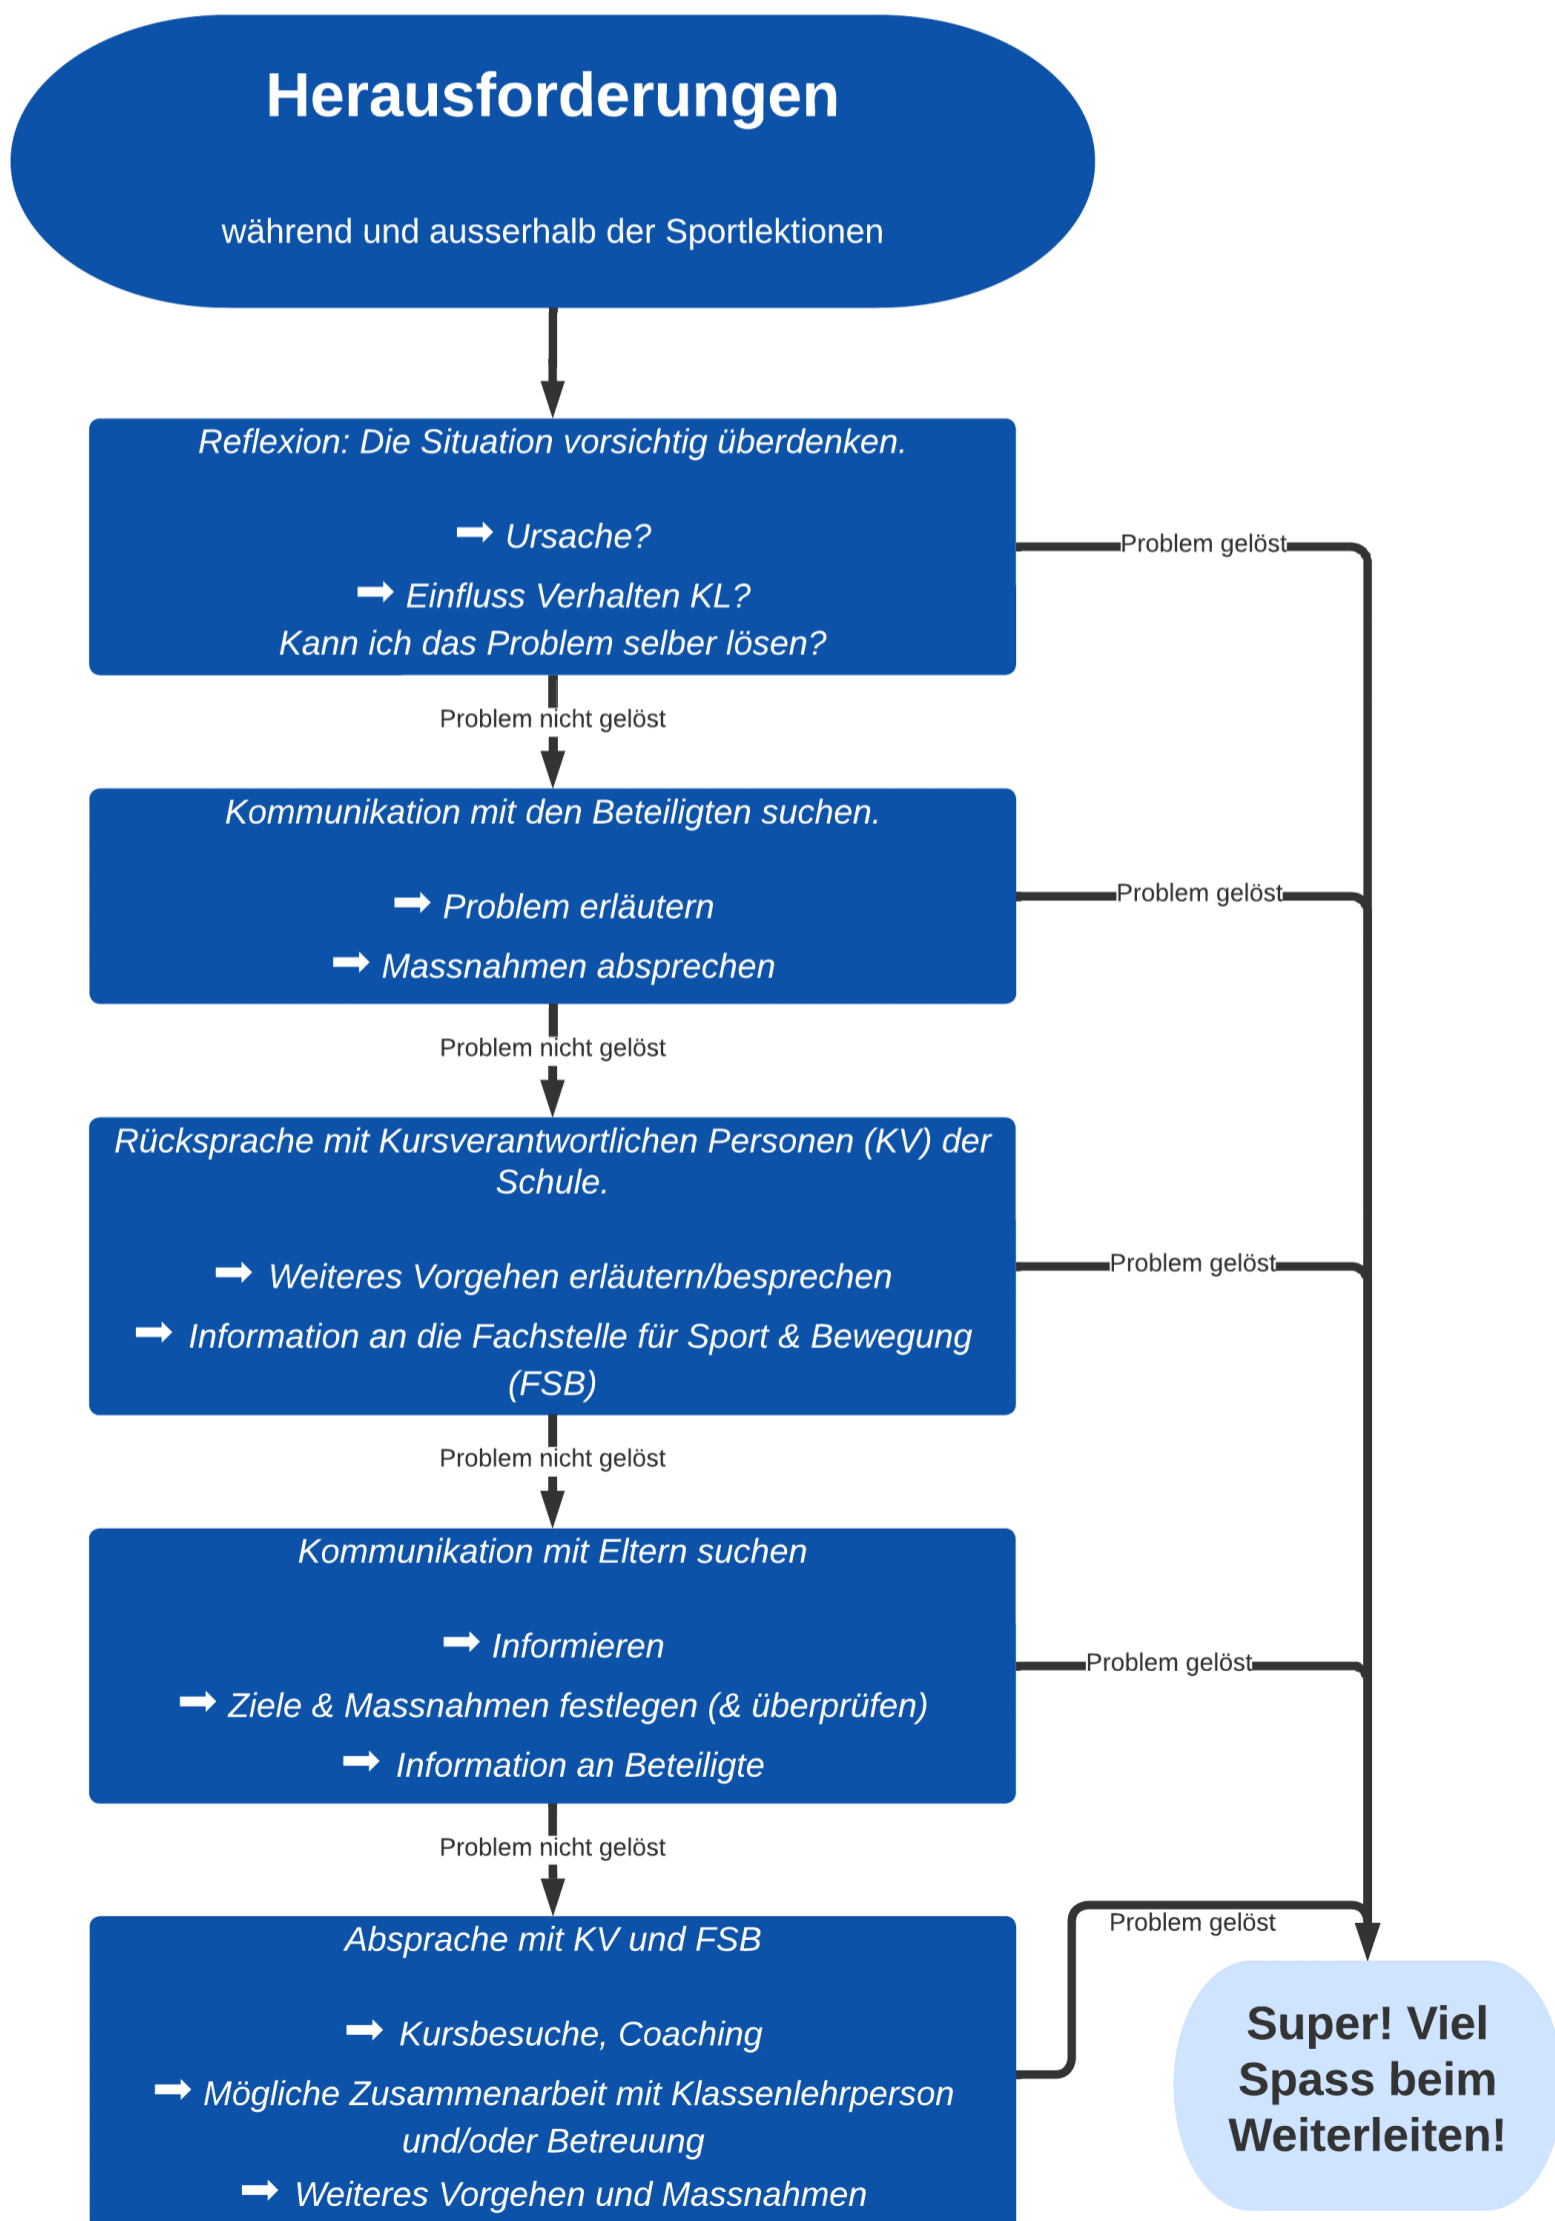 Herausforderungen
während und ausserhalb der Sportlektionen
Reflexion: Die Situation vorsichtig überdenken.
➡ Ursache?
➡ Einfluss Verhalten KL?
Kann ich das Problem selber lösen?
Problem gelöst
Problem nicht gelöst
Kommunikation mit den Beteiligten suchen.
➡ Problem erläutern
➡ Massnahmen absprechen
Problem gelöst
Problem nicht gelöst
Rücksprache mit Kursverantwortlichen Personen (KV) der
Schule.
➡ Weiteres Vorgehen erläutern/besprechen
➡ Information an die Fachstelle für Sport & Bewegung
(FSB)
Problem gelöst
Problem nicht gelöst
Kommunikation mit Eltern suchen
➡ Informieren
➡ Ziele & Massnahmen festlegen (& überprüfen)
➡ Information an Beteiligte
Problem gelöst
Problem nicht gelöst
Absprache mit KV und FSB
➡ Kursbesuche, Coaching
➡ Mögliche Zusammenarbeit mit Klassenlehrperson
und/oder Betreuung
➡ Weiteres Vorgehen und Massnahmen
Problem gelöst
Super! Viel
Spass beim
Weiterleiten!